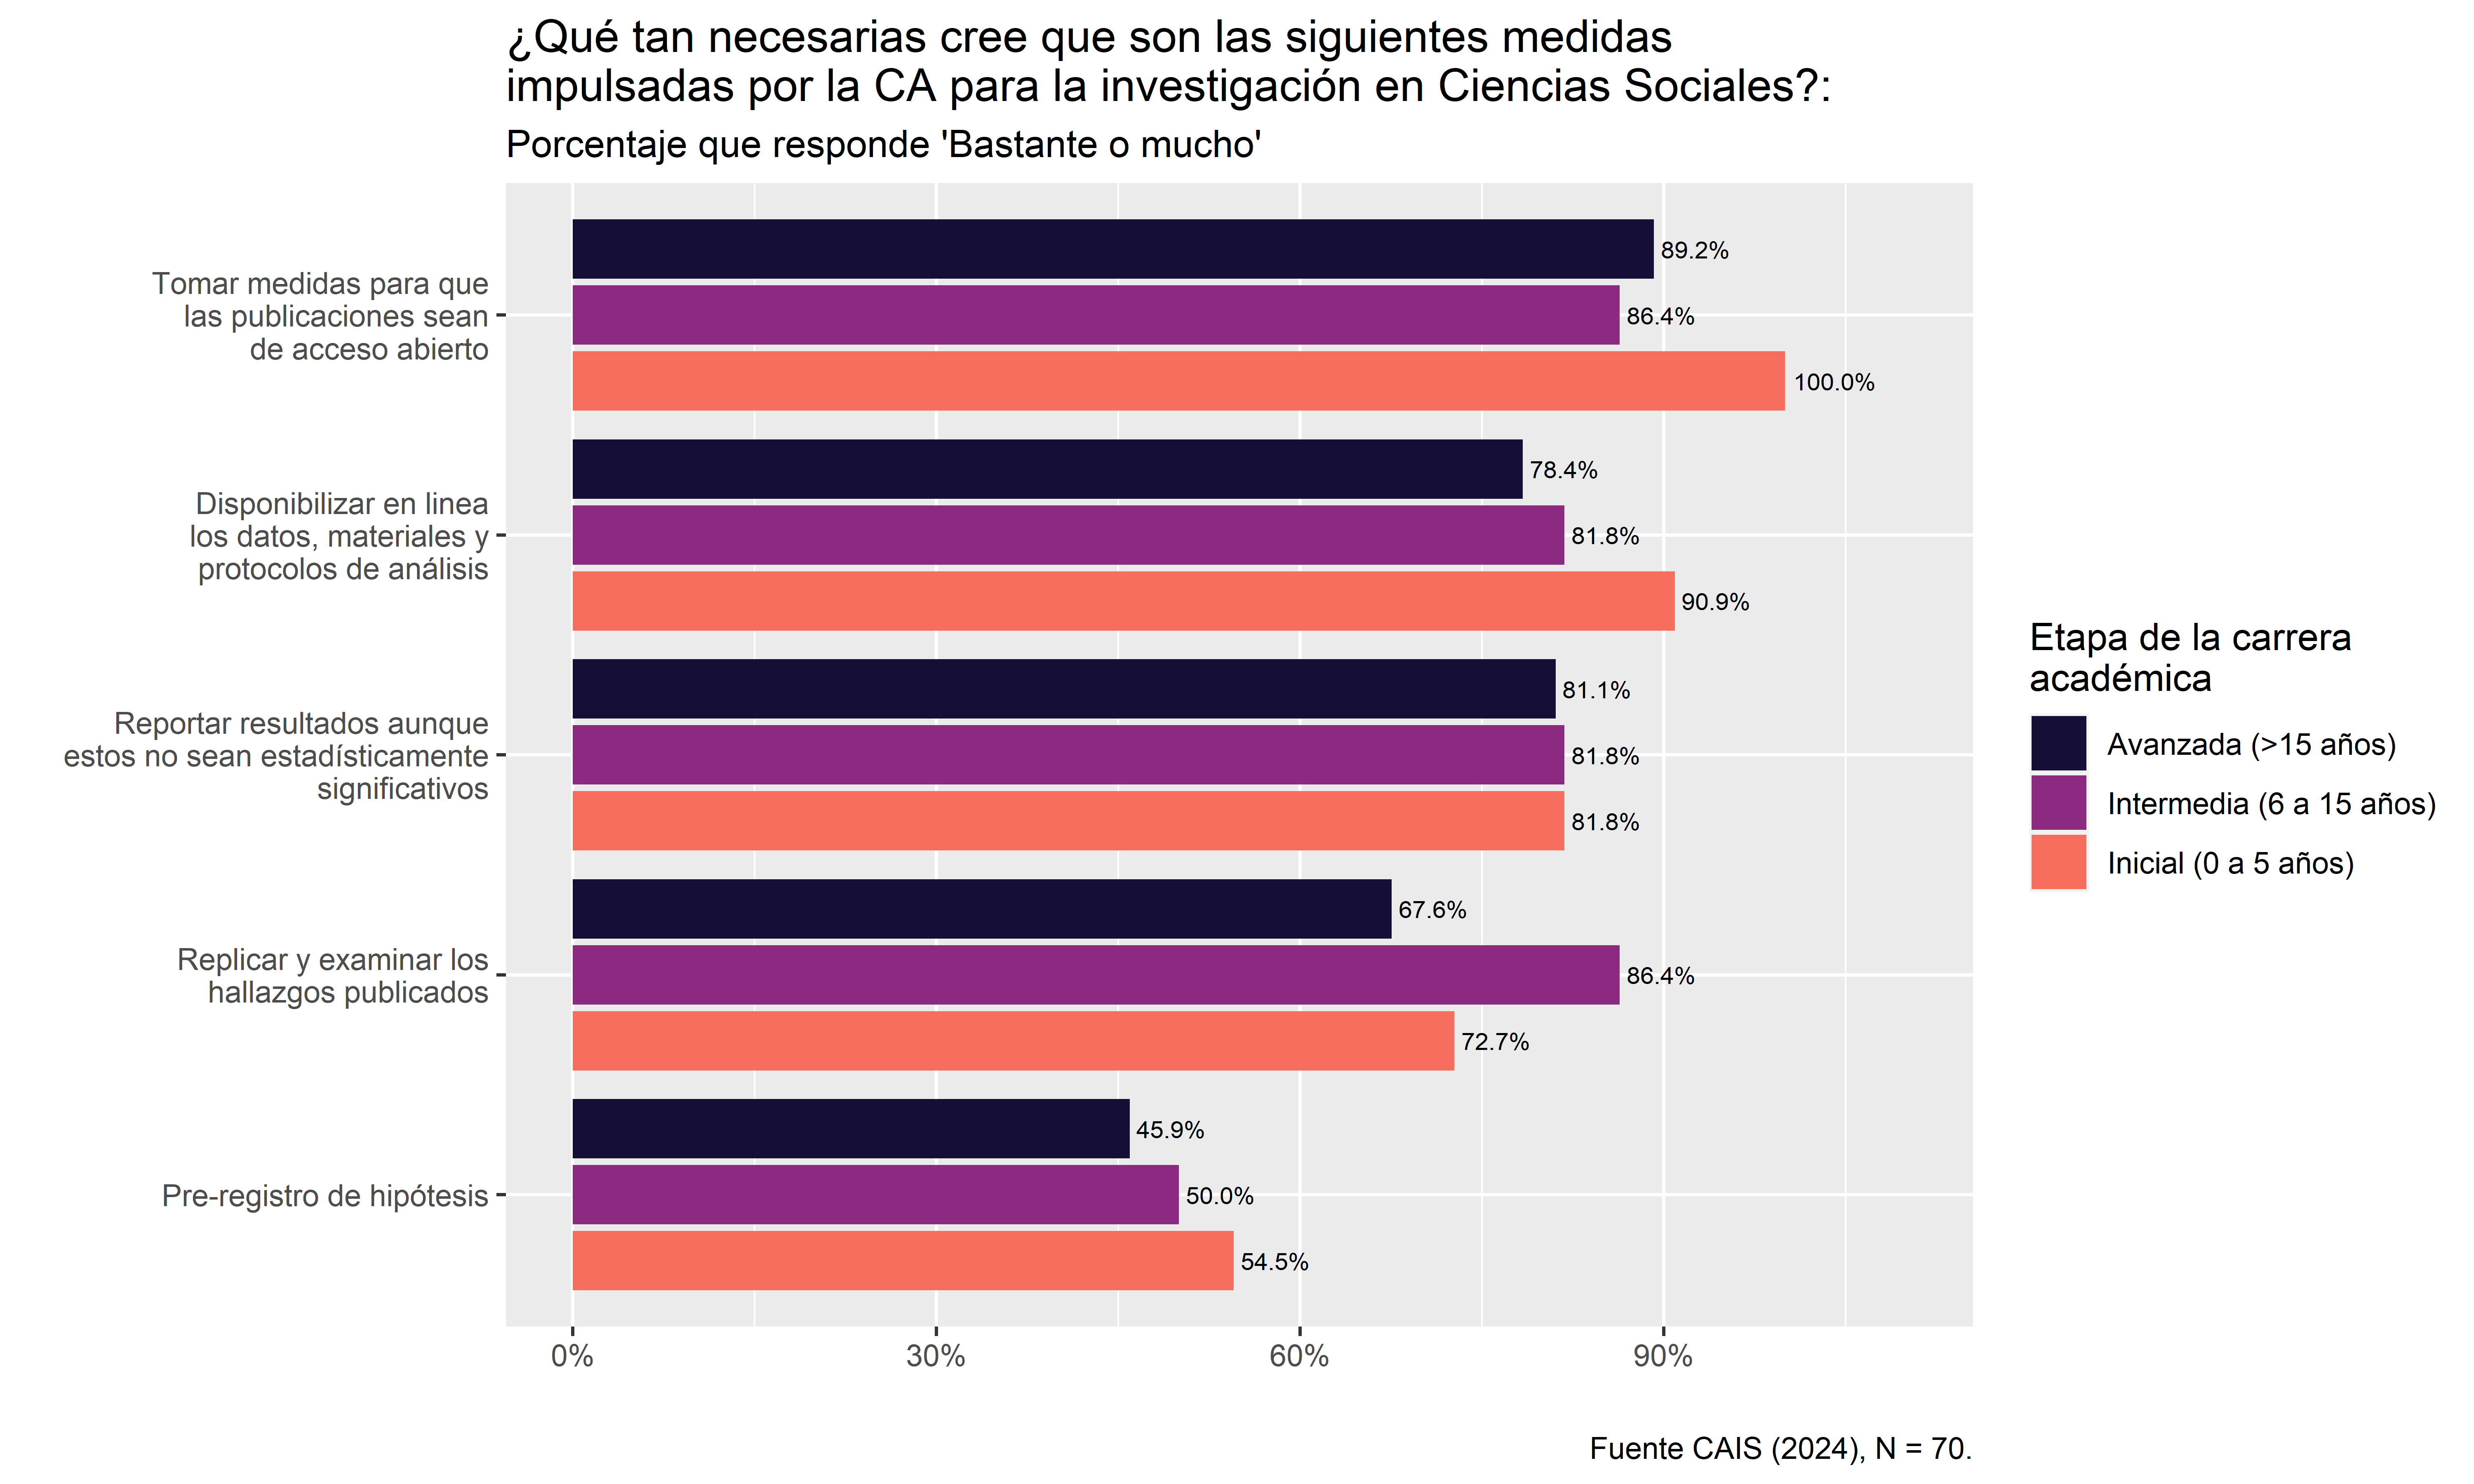 ¿Qué tan necesarias cree que son las siguientes medidas
impulsadas por la CA para la investigación en Ciencias Sociales?:
Porcentaje que responde 'Bastante o mucho'
Tomar medidas para que
las publicaciones sean
de acceso abierto
89.2%
86.4%
100.0%
Disponibilizar en linea
los datos, materiales y
protocolos de análisis
78.4%
81.8%
90.9%
Reportar resultados aunque
estos no sean estadísticamente
significativos
81.1%
81.8%
81.8%
Replicar y examinar los
hallazgos publicados
67.6%
86.4%
72.7%
Pre-registro de hipótesis
45.9%
50.0%
54.5%
0%
30%
60%
90%
Etapa de la carrera
académica
Avanzada (>15 años)
Intermedia (6 a 15 años)
Inicial (0 a 5 años)
Fuente CAIS (2024), N = 70.